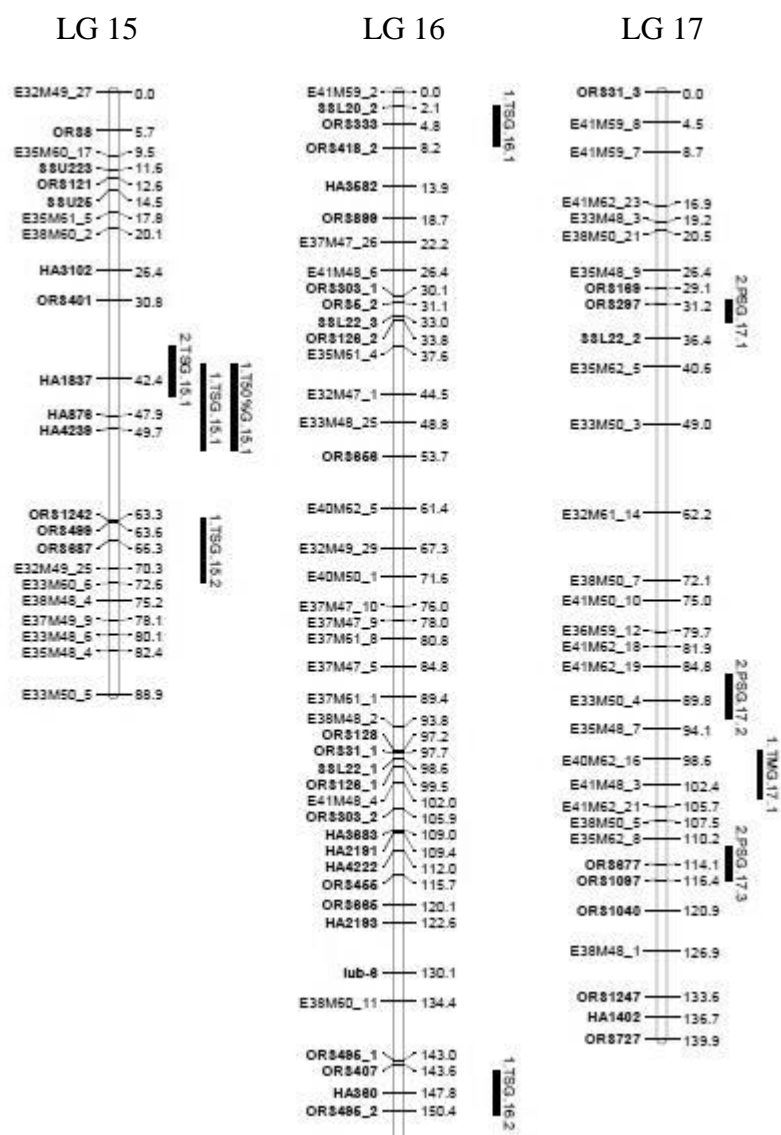 LG 15
E32M49_27 0.0
ORS8 5.7
E35M60_17 9.5
SSU223 11.6
ORS121 12.6
SSU25 14.5
E35M61_5 17.8
E38M60_2 20.1
HA3102 26.4
ORS401 30.8
HA1837 42.4
HA876 47.9
HA4239 49.7
ORS1242 63.3
ORS499 63.6
ORS687 66.3
E32M49_25 70.3
E33M60_6 72.6
E38M48_4 75.2
E37M49_9 78.1
E33M48_6 80.1
E35M48_4 82.4
E33M50_5 88.9
2.TSG.15.1
1.TSG.15.1
1.T50%G.15.1
1.TSG.15.2
LG 16
E41M59_2 0.0
SSL20_2 2.1
ORS333 4.8
ORS418_2 8.2
HA3582 13.9
ORS899 18.7
E37M47_26 22.2
E41M48_6 26.4
ORS303_1 30.1
ORS5_2 31.1
SSL22_3 33.0
ORS126_2 33.8
E35M61_4 37.6
E32M47_1 44.5
E33M48_25 48.8
ORS656 53.7
E40M62_5 61.4
E32M49_29 67.3
E40M50_1 71.6
E37M47_10 76.0
E37M47_9 78.0
E37M61_8 80.8
E37M47_5 84.8
E37M61_1 89.4
E38M48_2 93.8
ORS128 97.2
ORS31_1 97.7
SSL22_1 98.6
ORS126_1 99.5
E41M48_4 102.0
ORS303_2 105.9
HA3683 109.0
HA2191 109.4
HA4222 112.0
ORS455 115.7
ORS665 120.1
HA2193 122.6
iub-6 130.1
E38M60_11 134.4
ORS495_1 143.0
ORS407 143.6
HA360 147.8
ORS495_2 150.4
1.TSG.16.1
1.TSG.16.2
LG 17
ORS31_3 0.0
E41M59_8 4.5
E41M59_7 8.7
E41M62_23 16.9
E33M48_3 19.2
E38M50_21 20.5
E35M48_9 26.4
ORS169 29.1
ORS297 31.2
SSL22_2 36.4
E35M62_5 40.6
E33M50_3 49.0
E32M61_14 62.2
E38M50_7 72.1
E41M50_10 75.0
E36M59_12 79.7
E41M62_18 81.9
E41M62_19 84.8
E33M50_4 89.8
E35M48_7 94.1
E40M62_16 98.6
E41M48_3 102.4
E41M62_21 105.7
E38M50_5 107.5
E35M62_8 110.2
ORS677 114.1
ORS1097 116.4
ORS1040 120.9
E38M48_1 126.9
ORS1247 133.6
HA1402 136.7
ORS727 139.9
2.PSG.17.1
2.PSG.17.2
1.TMG.17.1
2.PSG.17.3